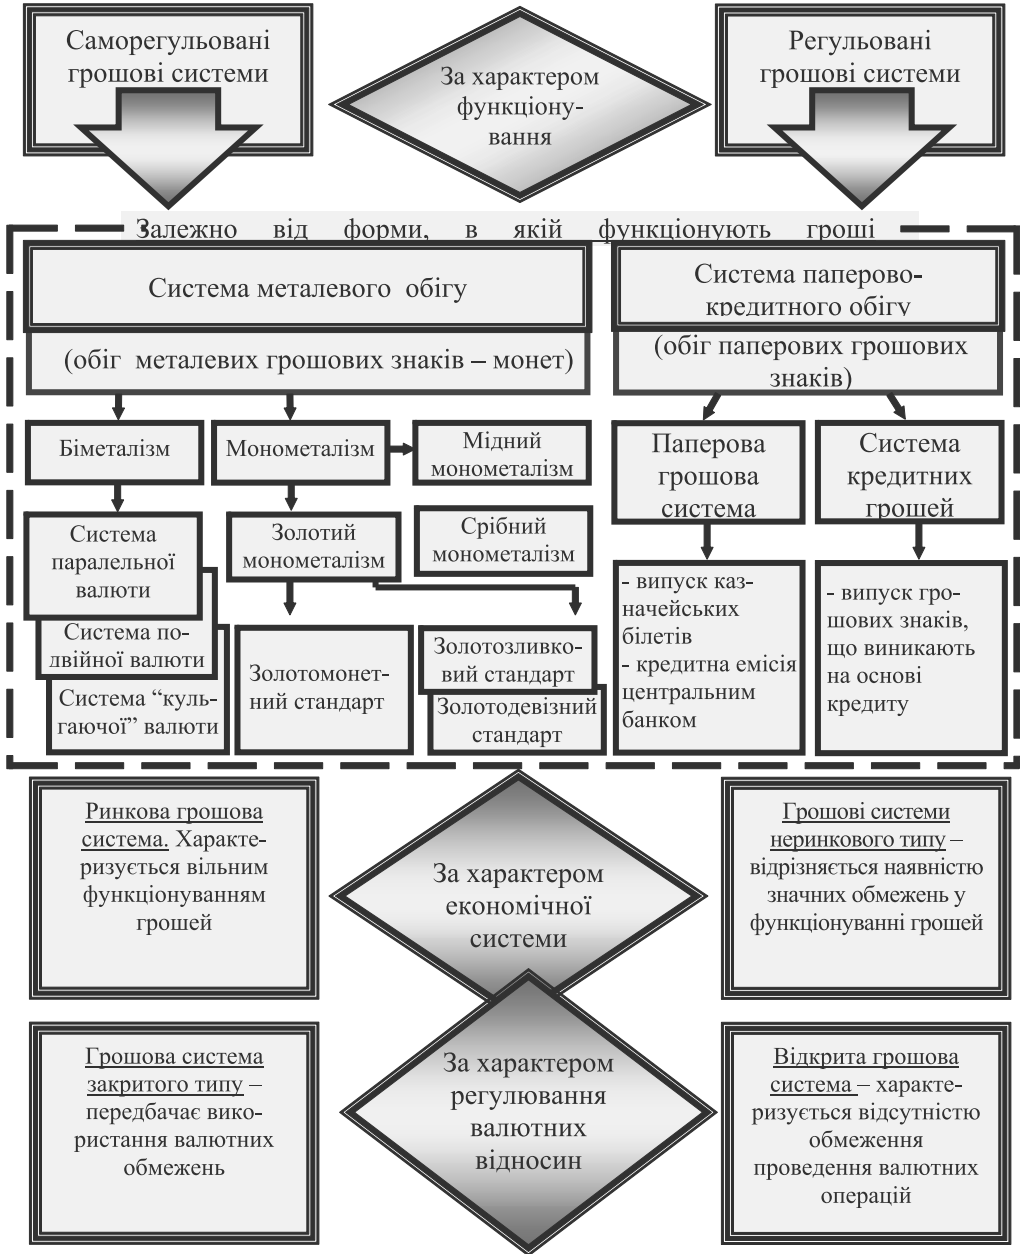 Саморегульовані
грошові системи
За характером
функціону-
вання
Регульовані
грошові системи
Залежно від форми, в якій функціонують гроші
Система металевого обігу
(обіг металевих грошових знаків – монет)
Система паперово-
кредитного обігу
(обіг паперових грошових
знаків)
Біметалізм
Монометалізм
Мідний
монометалізм
Паперова
грошова
система
Система
кредитних
грошей
Система
паралельної
валюти
Золотий
монометалізм
Срібний
монометалізм
Система по-
двійної валюти
Система “куль-
гаючої” валюти
Золотомонет-
ний стандарт
Золотозливко-
вий стандарт
Золотодевізний
стандарт
- випуск каз-
начейських
білетів
- кредитна емісія
центральним
банком
- випуск гро-
шових знаків,
що виникають
на основі
кредиту
Ринкова грошова
система. Характе-
ризується вільним
функціонуванням
грошей
За характером
економічної
системи
Грошові системи
неринкового типу –
відрізняється наявністю
значних обмежень у
функціонуванні грошей
Грошова система
закритого типу –
передбачає вико-
ристання валютних
обмежень
За характером
регулювання
валютних
відносин
Відкрита грошова
система – характе-
ризується відсутністю
обмеження
проведення валютних
операцій